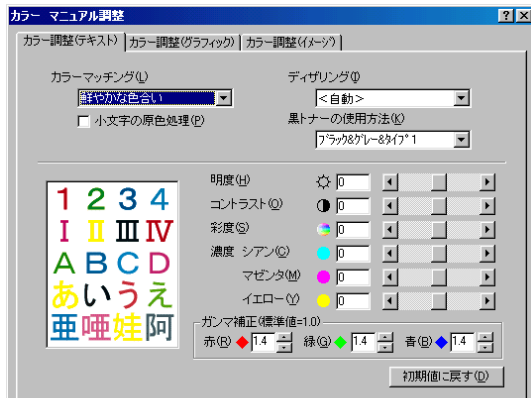 カラー マニュアル調整
カラー調整(テキスト) カラー調整(グラフィック) カラー調整(イメージ)
カラーマッチング(L) ディザリング(I)
鮮やかな色合い <自動>
小文字の原色処理(P) 黒トナーの使用方法(K)
ブラック&グレー&タイプ1
明度(H) 0
コントラスト(O) 0
彩度(S) 0
濃度 シアン(C) 0
マゼンタ(M) 0
イエロー(Y) 0
1 2 3 4
I II III IV
A B C D
あ い う え
亜 唖 娃 阿
ガンマ補正(標準値=1.0)
赤(R) 1.4 緑(G) 1.4 青(B) 1.4
初期値に戻す(D)